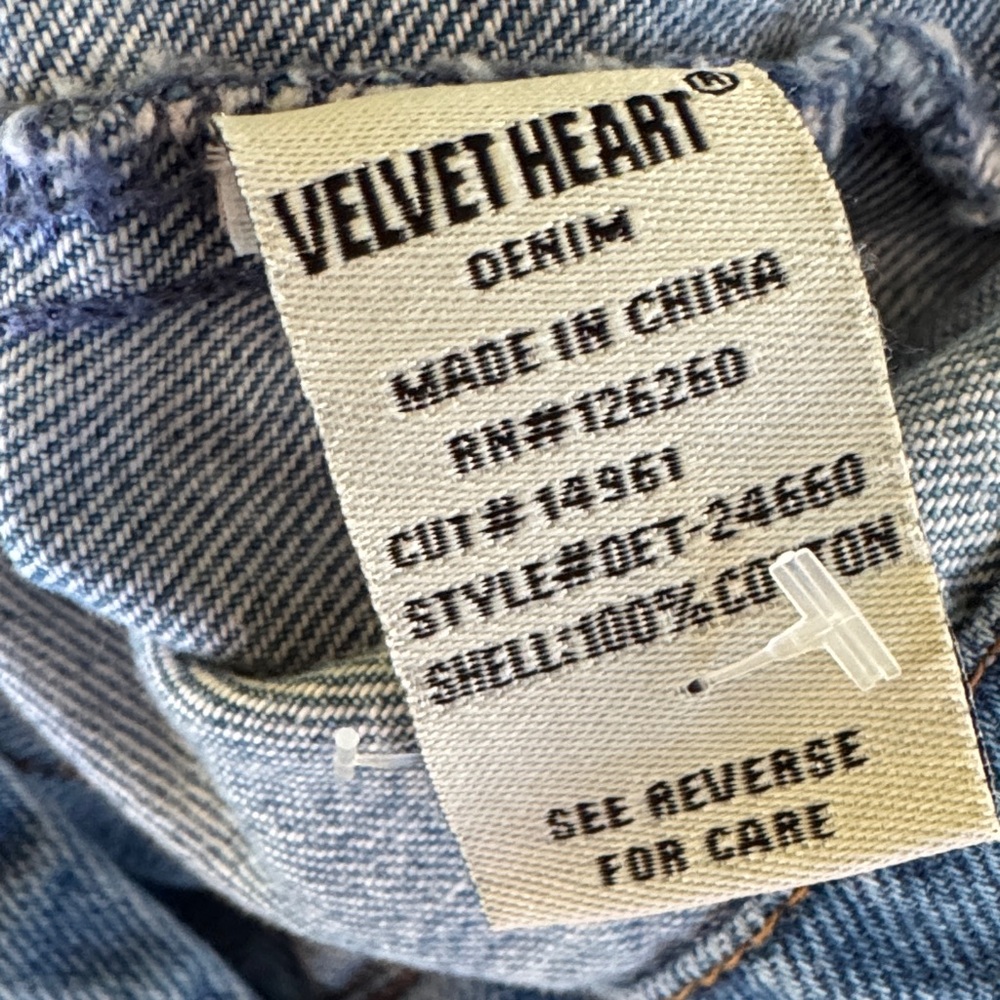 VELVET HEART®
DENIM
MADE IN CHINA
RN#126260
CUT# 14961
STYLE#DET-24660
SHELL:100%COTTON
SEE REVERSE
FOR CARE